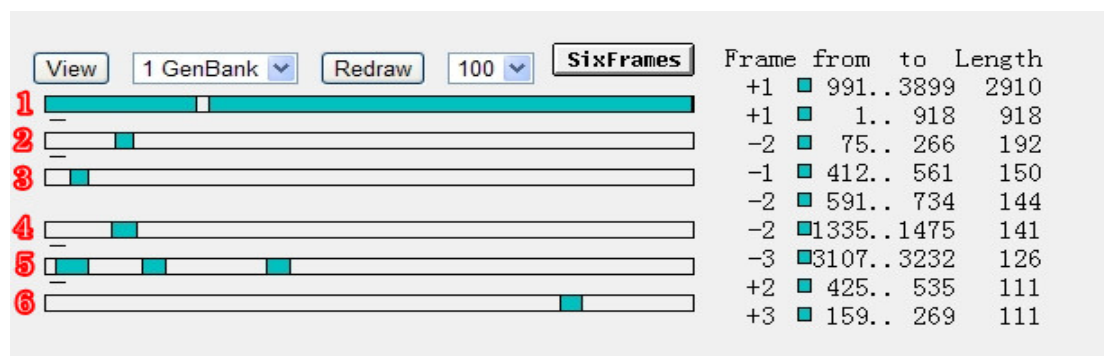 View 1 GenBank Redraw 100 SixFrames
Frame from to Length
1
+1 991..3899 2910
+1 1.. 918 918
2
-2 75.. 266 192
3
-1 412.. 561 150
-2 591.. 734 144
4
-2 1335..1475 141
5
-3 3107..3232 126
+2 425.. 535 111
6
+3 159.. 269 111